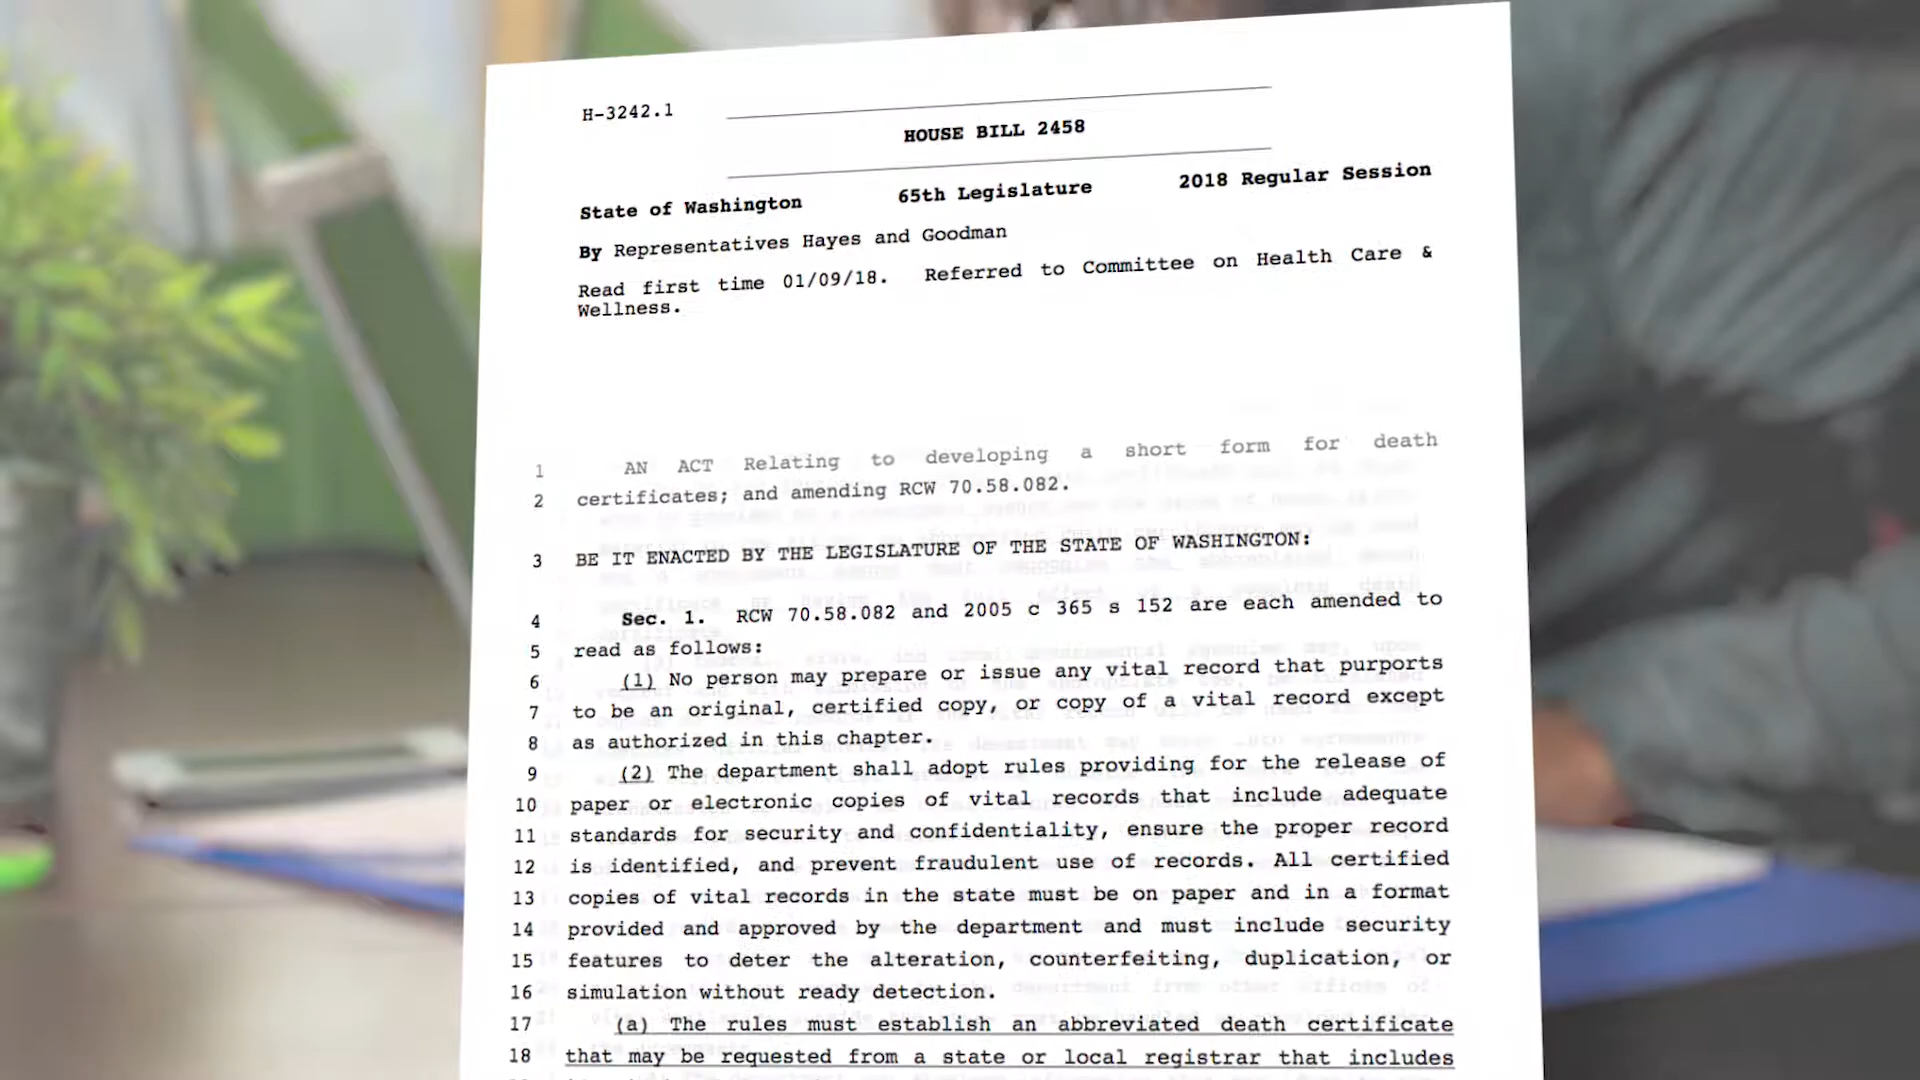 H-3242.1
HOUSE BILL 2458
State of Washington 65th Legislature 2018 Regular Session
By Representatives Hayes and Goodman
Read first time 01/09/18. Referred to Committee on Health Care &
Wellness.
1 AN ACT Relating to developing a short form for death
2 certificates; and amending RCW 70.58.082.
3 BE IT ENACTED BY THE LEGISLATURE OF THE STATE OF WASHINGTON:
4 Sec. 1. RCW 70.58.082 and 2005 c 365 s 152 are each amended to
5 read as follows:
6 (1) No person may prepare or issue any vital record that purports
7 to be an original, certified copy, or copy of a vital record except
8 as authorized in this chapter.
9 (2) The department shall adopt rules providing for the release of
10 paper or electronic copies of vital records that include adequate
11 standards for security and confidentiality, ensure the proper record
12 is identified, and prevent fraudulent use of records. All certified
13 copies of vital records in the state must be on paper and in a format
14 provided and approved by the department and must include security
15 features to deter the alteration, counterfeiting, duplication, or
16 simulation without ready detection.
17 (a) The rules must establish an abbreviated death certificate
18 that may be requested from a state or local registrar that includes